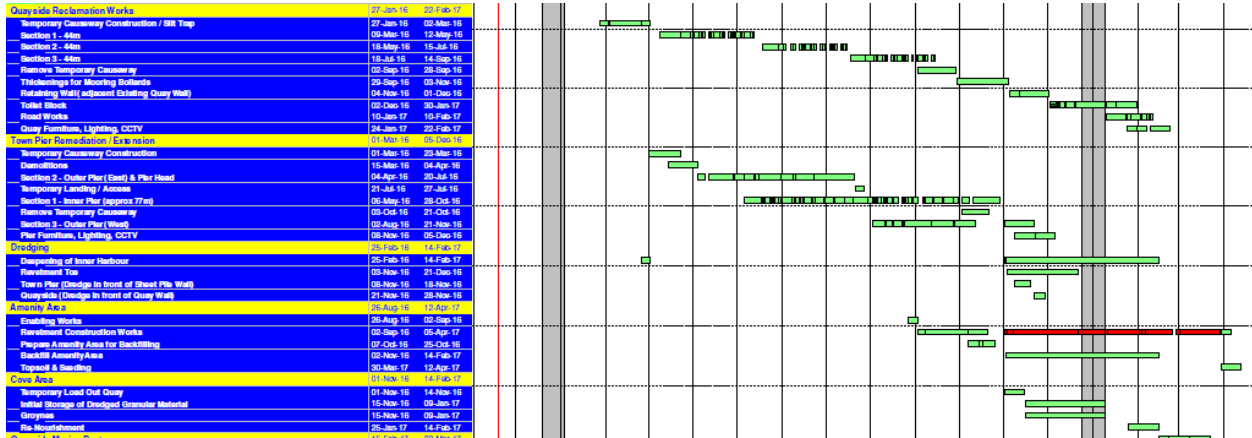 Quayside Reclamation Works 27-Jan-16 22-Feb-17
Temporary Causeway Construction / Silt Trap 27-Jan-16 02-Mar-16
Section 1 - 44m 09-Mar-16 12-May-16
Section 2 - 44m 18-May-16 15-Jul-16
Section 3 - 44m 18-Jul-16 14-Sep-16
Remove Temporary Causeway 02-Sep-16 28-Sep-16
Thickenings for Mooring Bollards 29-Sep-16 03-Nov-16
Retaining Wall( adjacent Existing Quay Wall) 04-Nov-16 01-Dec-16
Toilet Block 02-Dec-16 30-Jan-17
Road Works 10-Jan-17 10-Feb-17
Quay Furniture, Lighting, CCTV 24-Jan-17 22-Feb-17
Town Pier Remediation / Extension 01-Mar-16 05-Dec-16
Temporary Causeway Construction 01-Mar-16 23-Mar-16
Demolitions 15-Mar-16 04-Apr-16
Section 2 - Outer Pier (East) & Pier Head 04-Apr-16 20-Jul-16
Temporary Landing / Access 21-Jul-16 27-Jul-16
Section 1 - Inner Pier (approx 77m) 06-May-16 28-Oct-16
Remove Temporary Causeway 03-Oct-16 21-Oct-16
Section 3 - Outer Pier (West) 02-Aug-16 21-Nov-16
Pier Furniture, Lighting, CCTV 08-Nov-16 05-Dec-16
Dredging 25-Feb-16 14-Feb-17
Deepening of Inner Harbour 25-Feb-16 14-Feb-17
Revetment Toe 03-Nov-16 21-Dec-16
Town Pier (Dredge in front of Sheet Pile Wall) 08-Nov-16 18-Nov-16
Quayside (Dredge in front of Quay Wall) 21-Nov-16 28-Nov-16
Amenity Area 26-Aug-16 12-Apr-17
Enabling Works 26-Aug-16 02-Sep-16
Revetment Construction Works 02-Sep-16 05-Apr-17
Prepare Amenity Area for Backfilling 07-Oct-16 25-Oct-16
Backfill Amenity Area 02-Nov-16 14-Feb-17
Topsoil & Seeding 30-Mar-17 12-Apr-17
Cove Area 01-Nov-16 14-Feb-17
Temporary Load Out Quay 01-Nov-16 14-Nov-16
Initial Storage of Dredged Granular Material 15-Nov-16 09-Jan-17
Groynes 15-Nov-16 09-Jan-17
Re-Nourishment 25-Jan-17 14-Feb-17